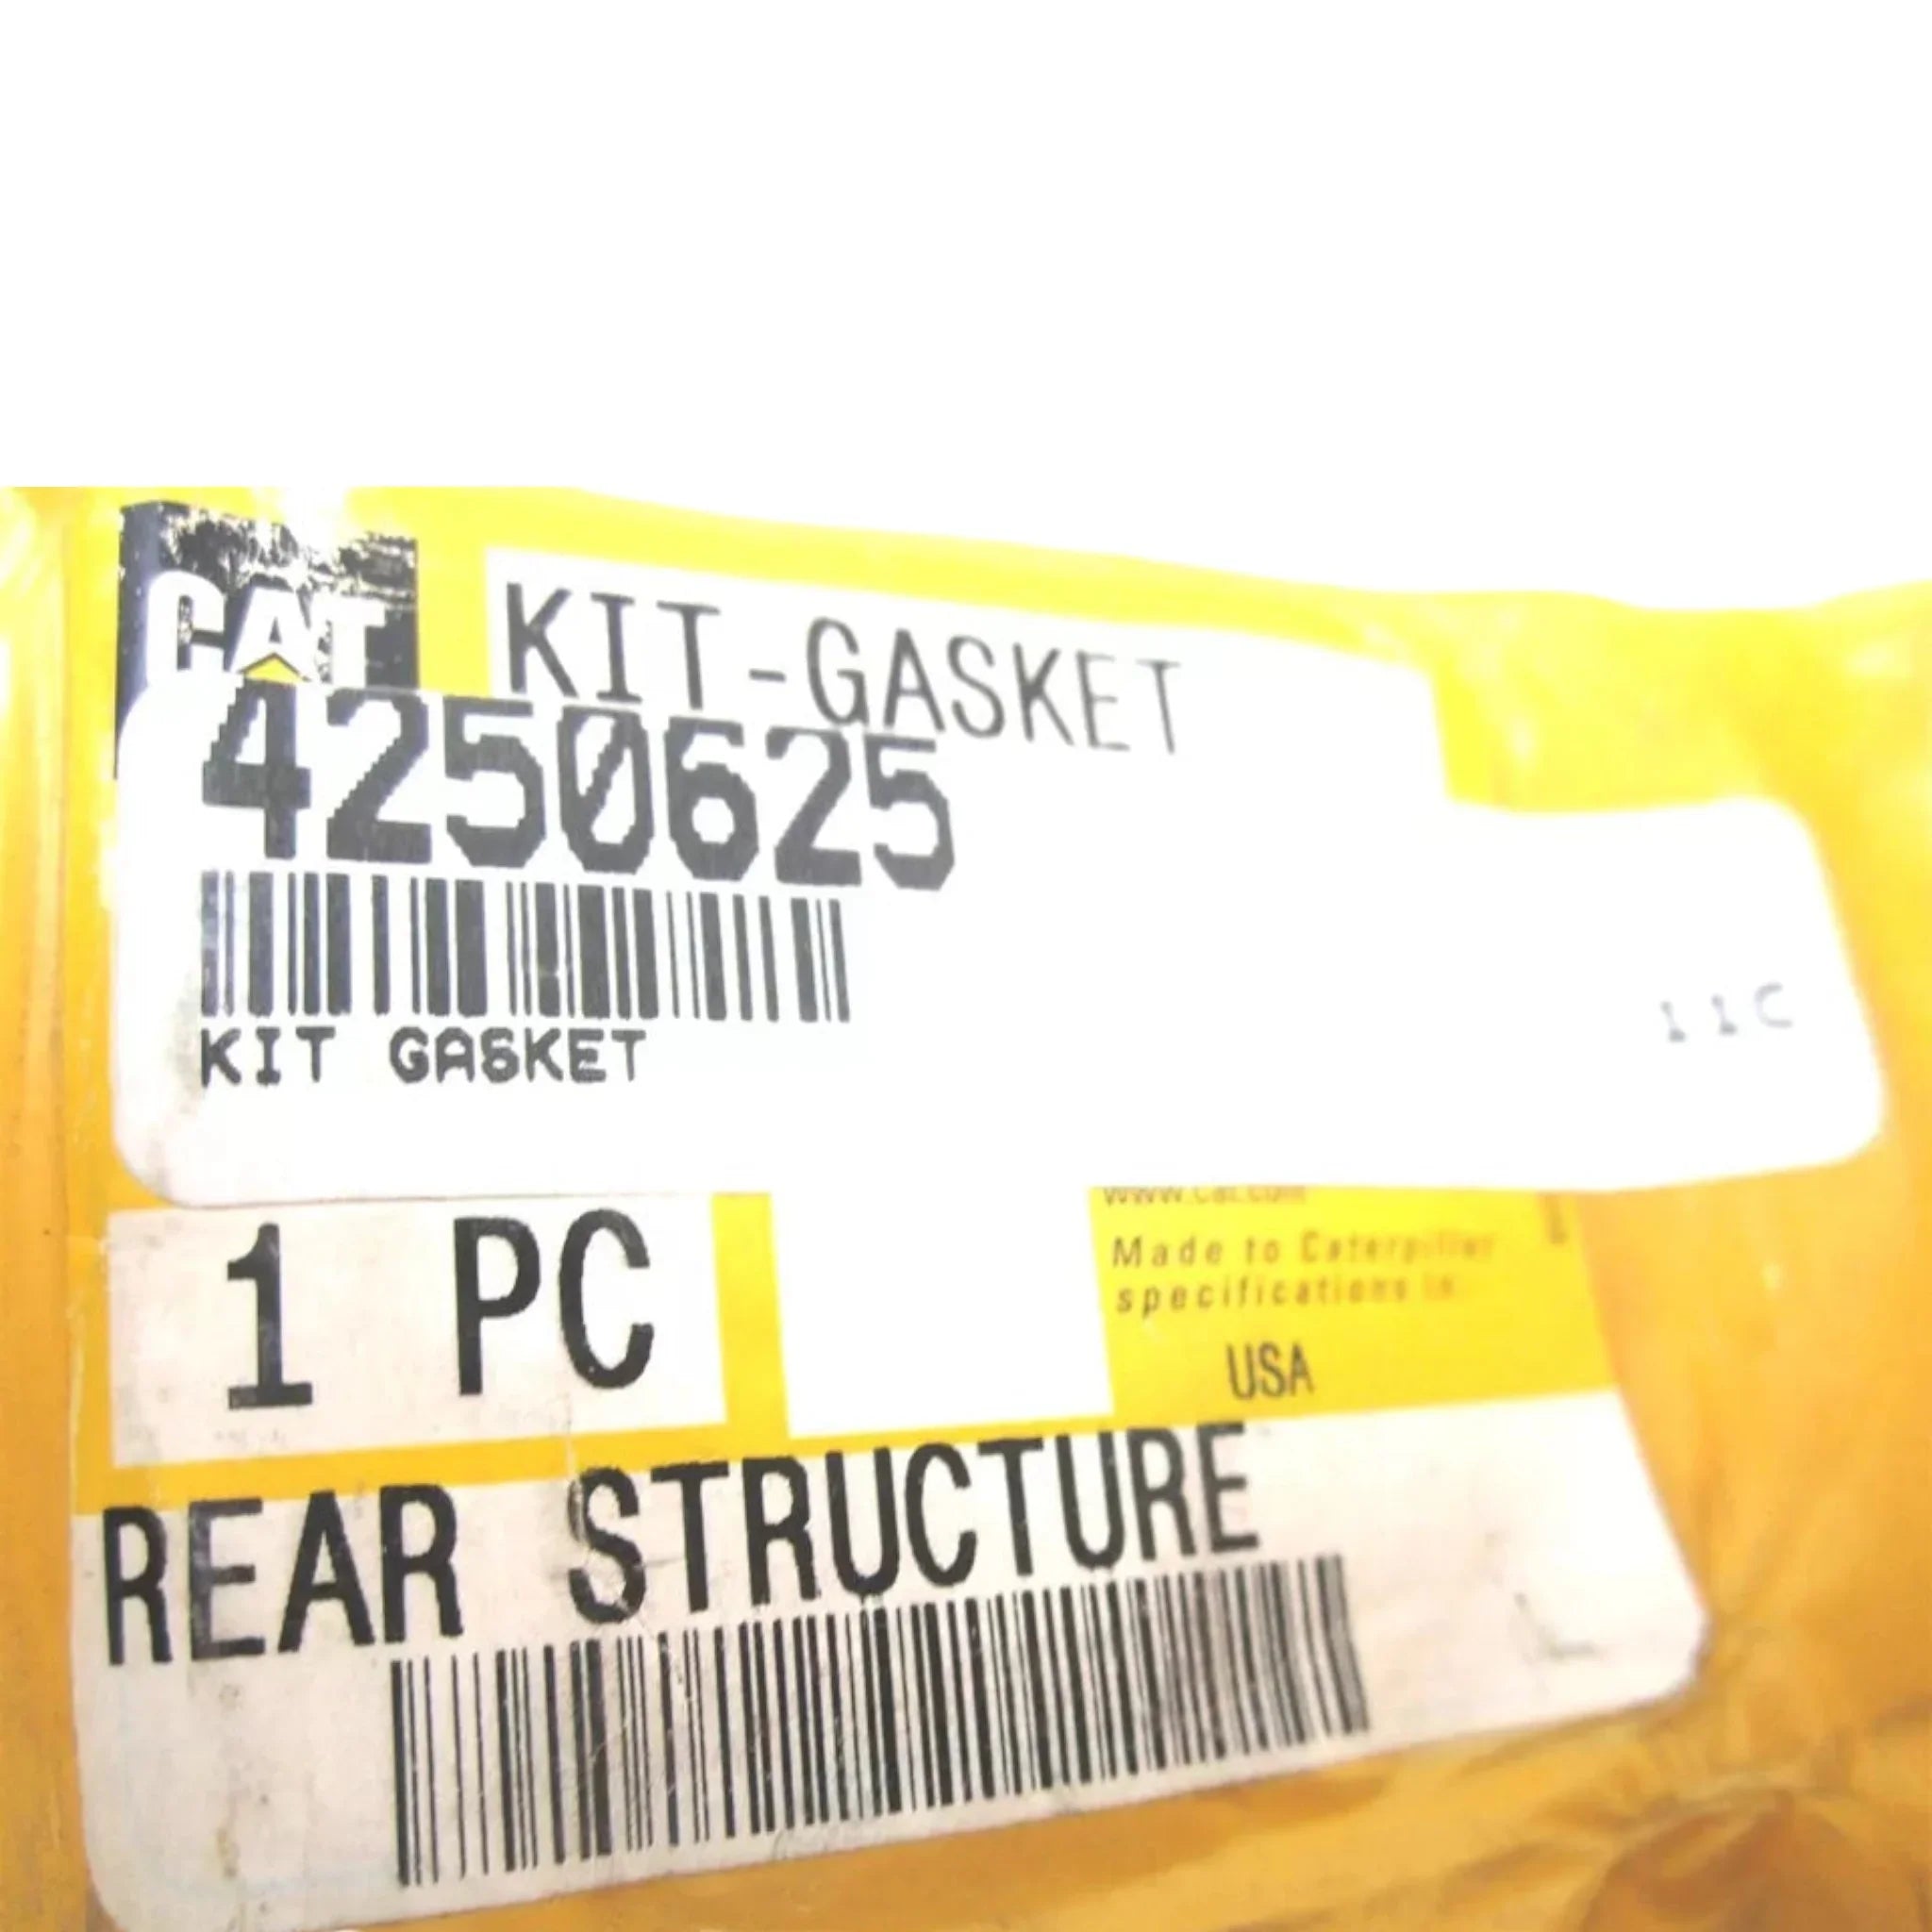 CAT
KIT-GASKET
4250625
11C
KIT GASKET
www.cat.com
1 PC
Made to Caterpillar
specifications in:
USA
REAR STRUCTURE